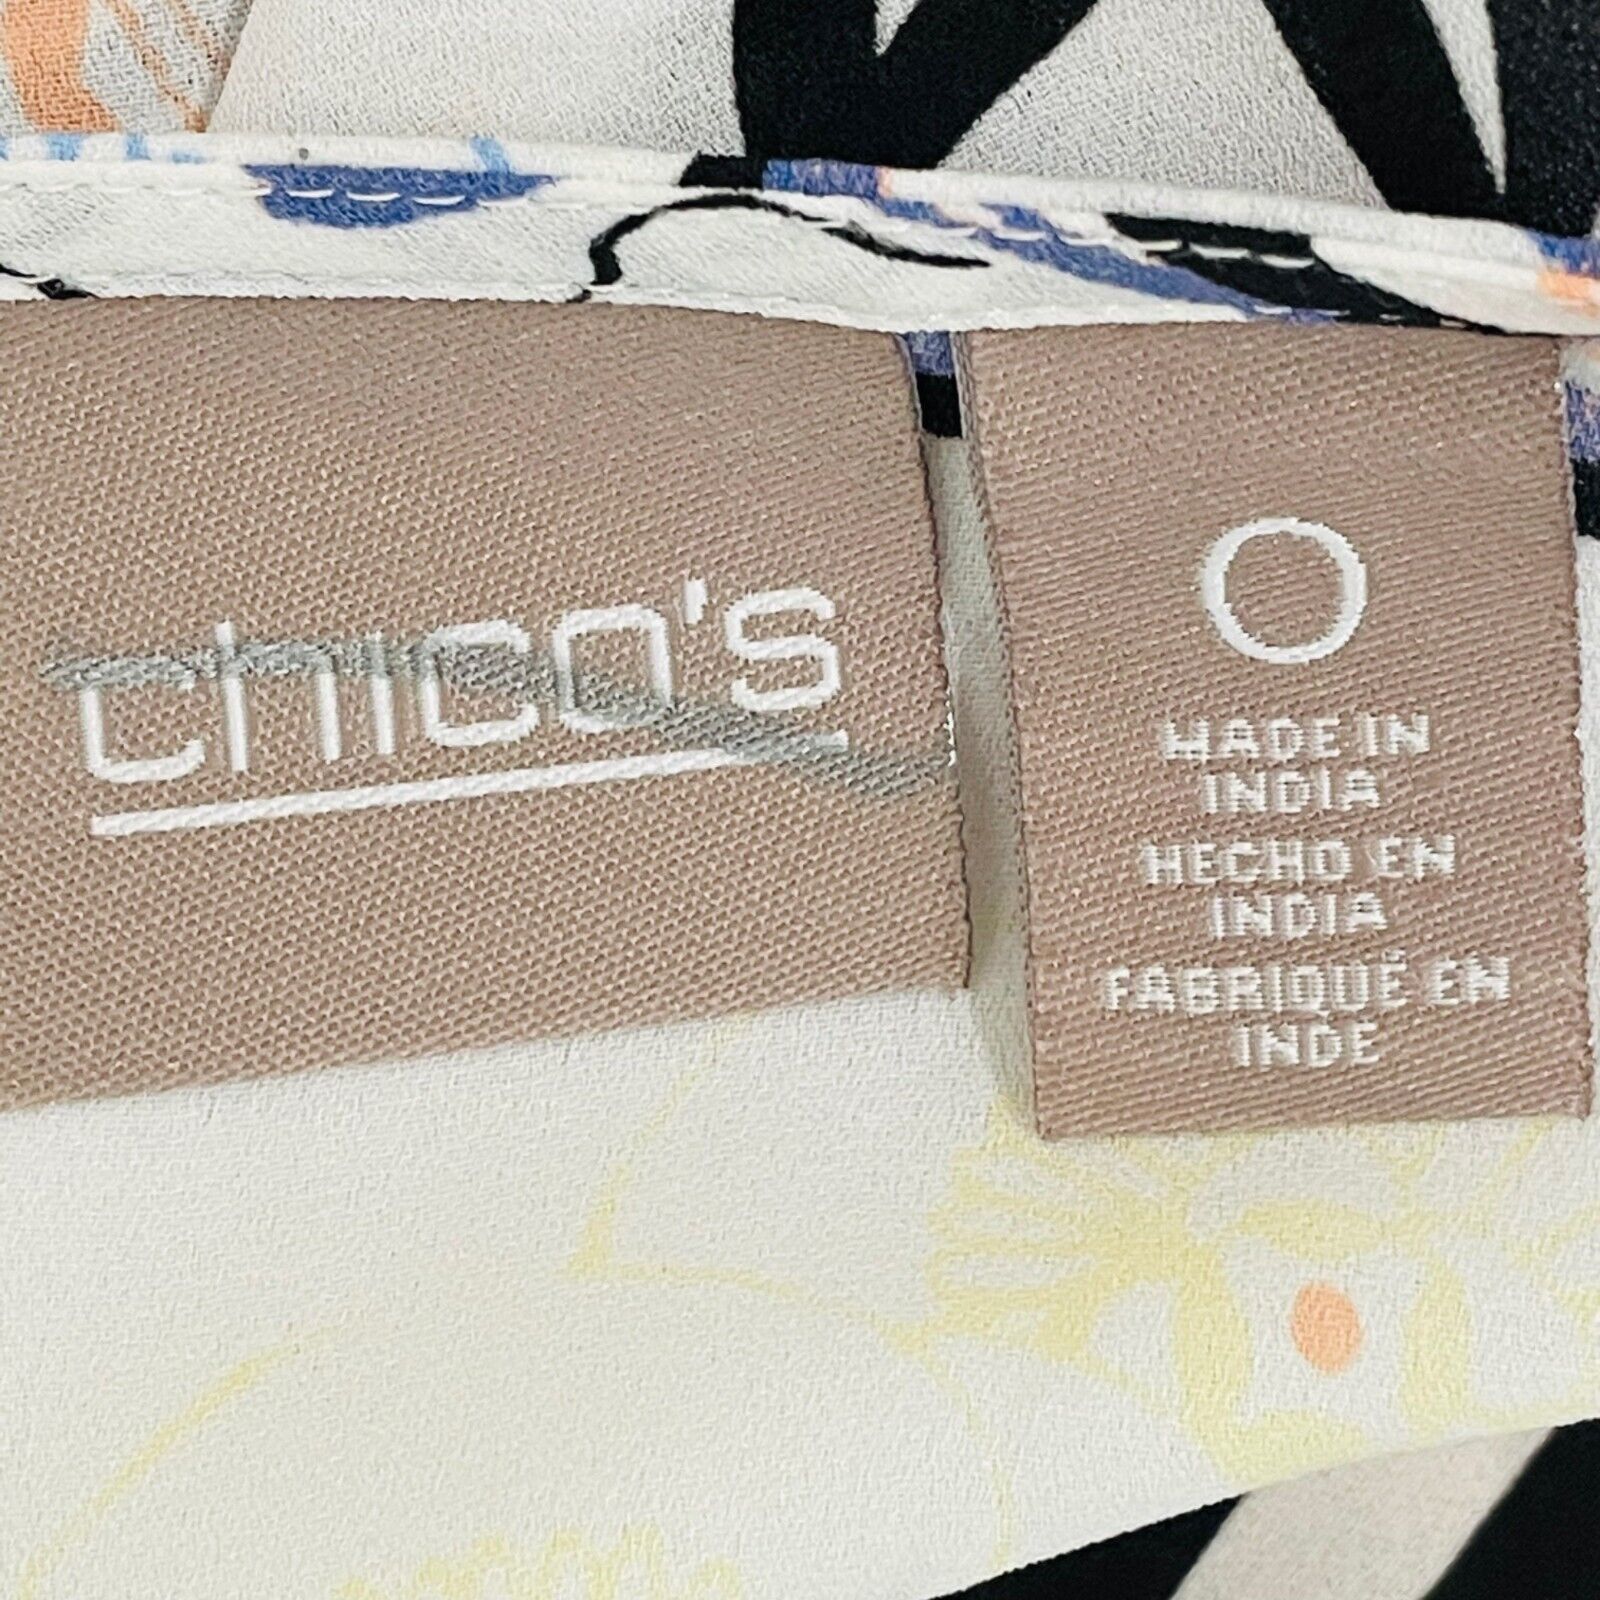 chico's
0
MADE IN
INDIA
HECHO EN
INDIA
FABRIQUÉ EN
INDE